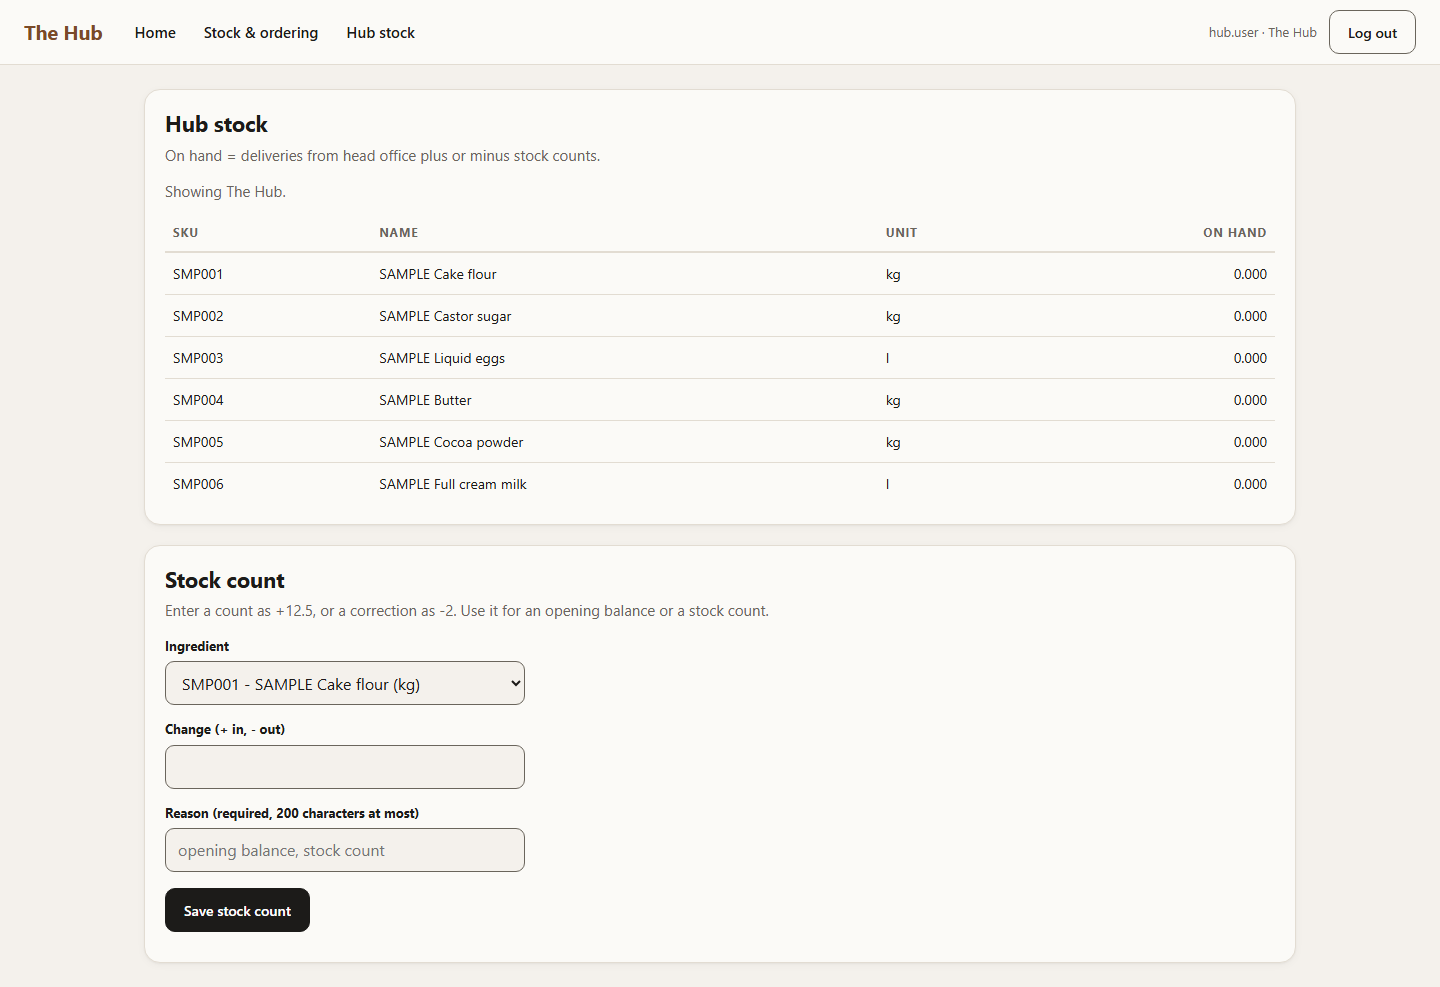 The Hub Home Stock & ordering Hub stock hub.user · The Hub Log out
Hub stock
On hand = deliveries from head office plus or minus stock counts.
Showing The Hub.
SKU NAME UNIT ON HAND
SMP001 SAMPLE Cake flour kg 0.000
SMP002 SAMPLE Castor sugar kg 0.000
SMP003 SAMPLE Liquid eggs l 0.000
SMP004 SAMPLE Butter kg 0.000
SMP005 SAMPLE Cocoa powder kg 0.000
SMP006 SAMPLE Full cream milk l 0.000
Stock count
Enter a count as +12.5, or a correction as -2. Use it for an opening balance or a stock count.
Ingredient
SMP001 - SAMPLE Cake flour (kg)
Change (+ in, - out)
Reason (required, 200 characters at most)
opening balance, stock count
Save stock count